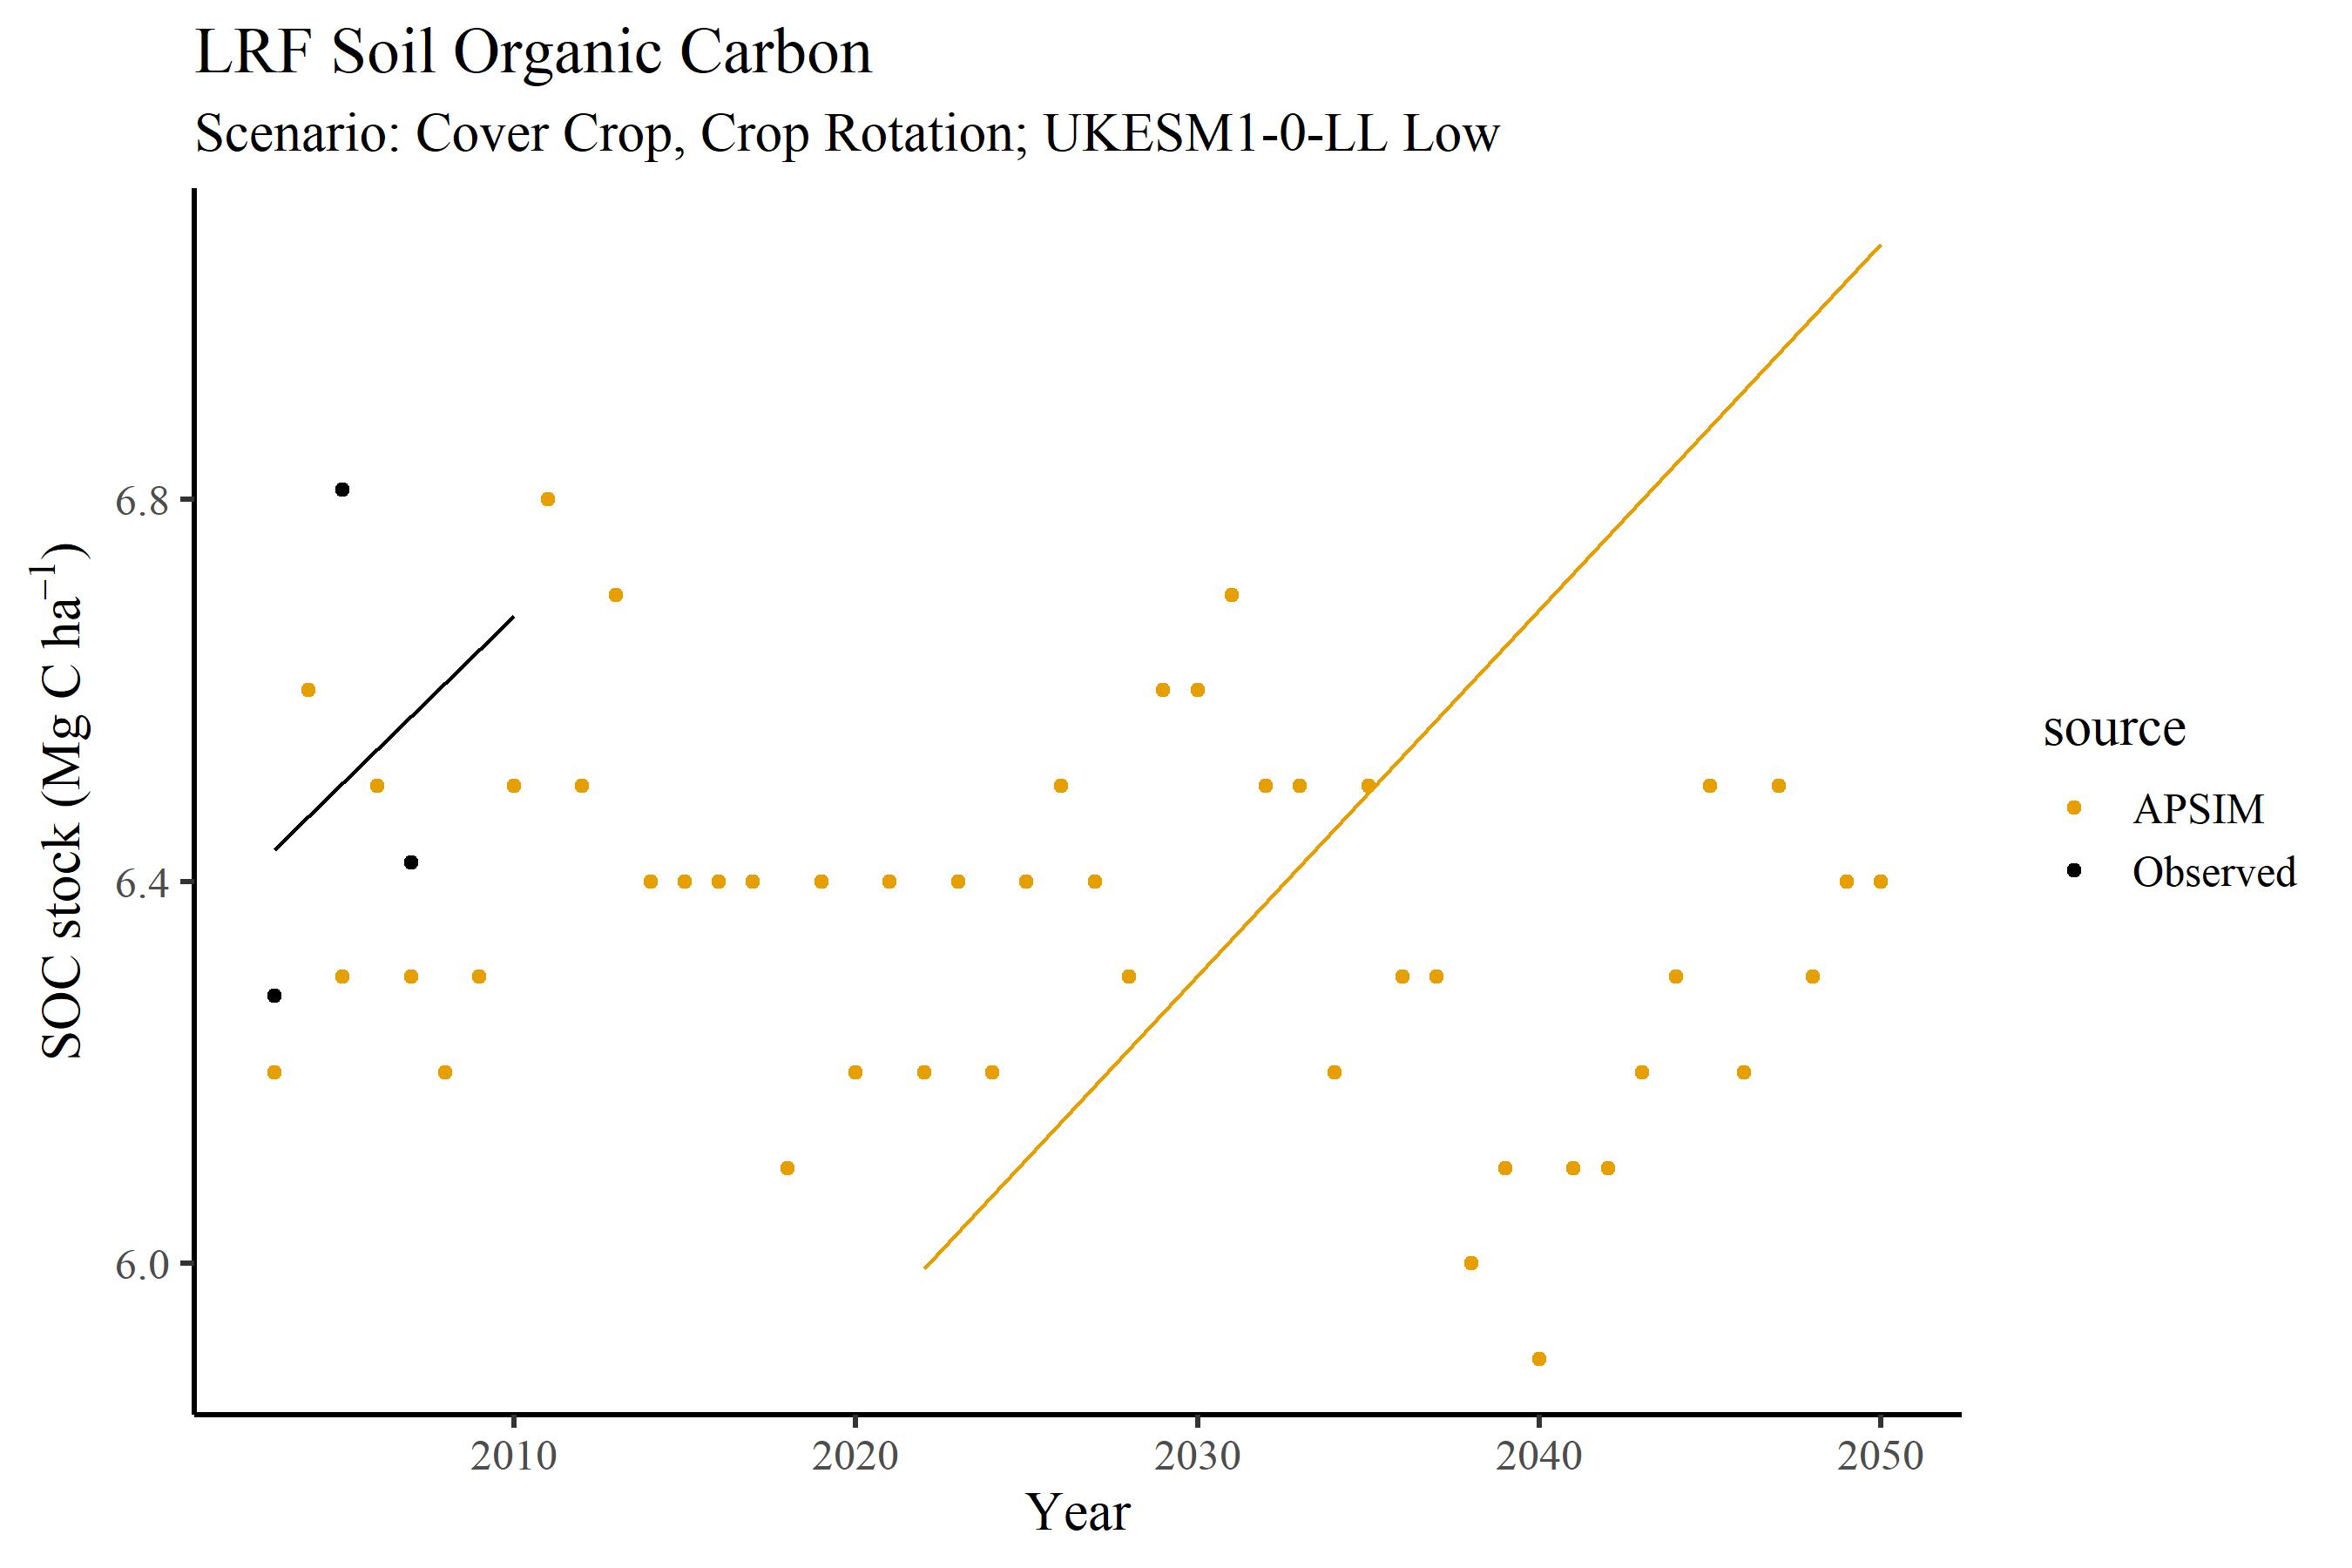 LRF Soil Organic Carbon
Scenario: Cover Crop, Crop Rotation; UKESM1-0-LL Low
SOC stock (Mg C ha⁻¹)
6.8
6.4
6.0
2010 2020 2030 2040 2050
Year
source
APSIM
Observed